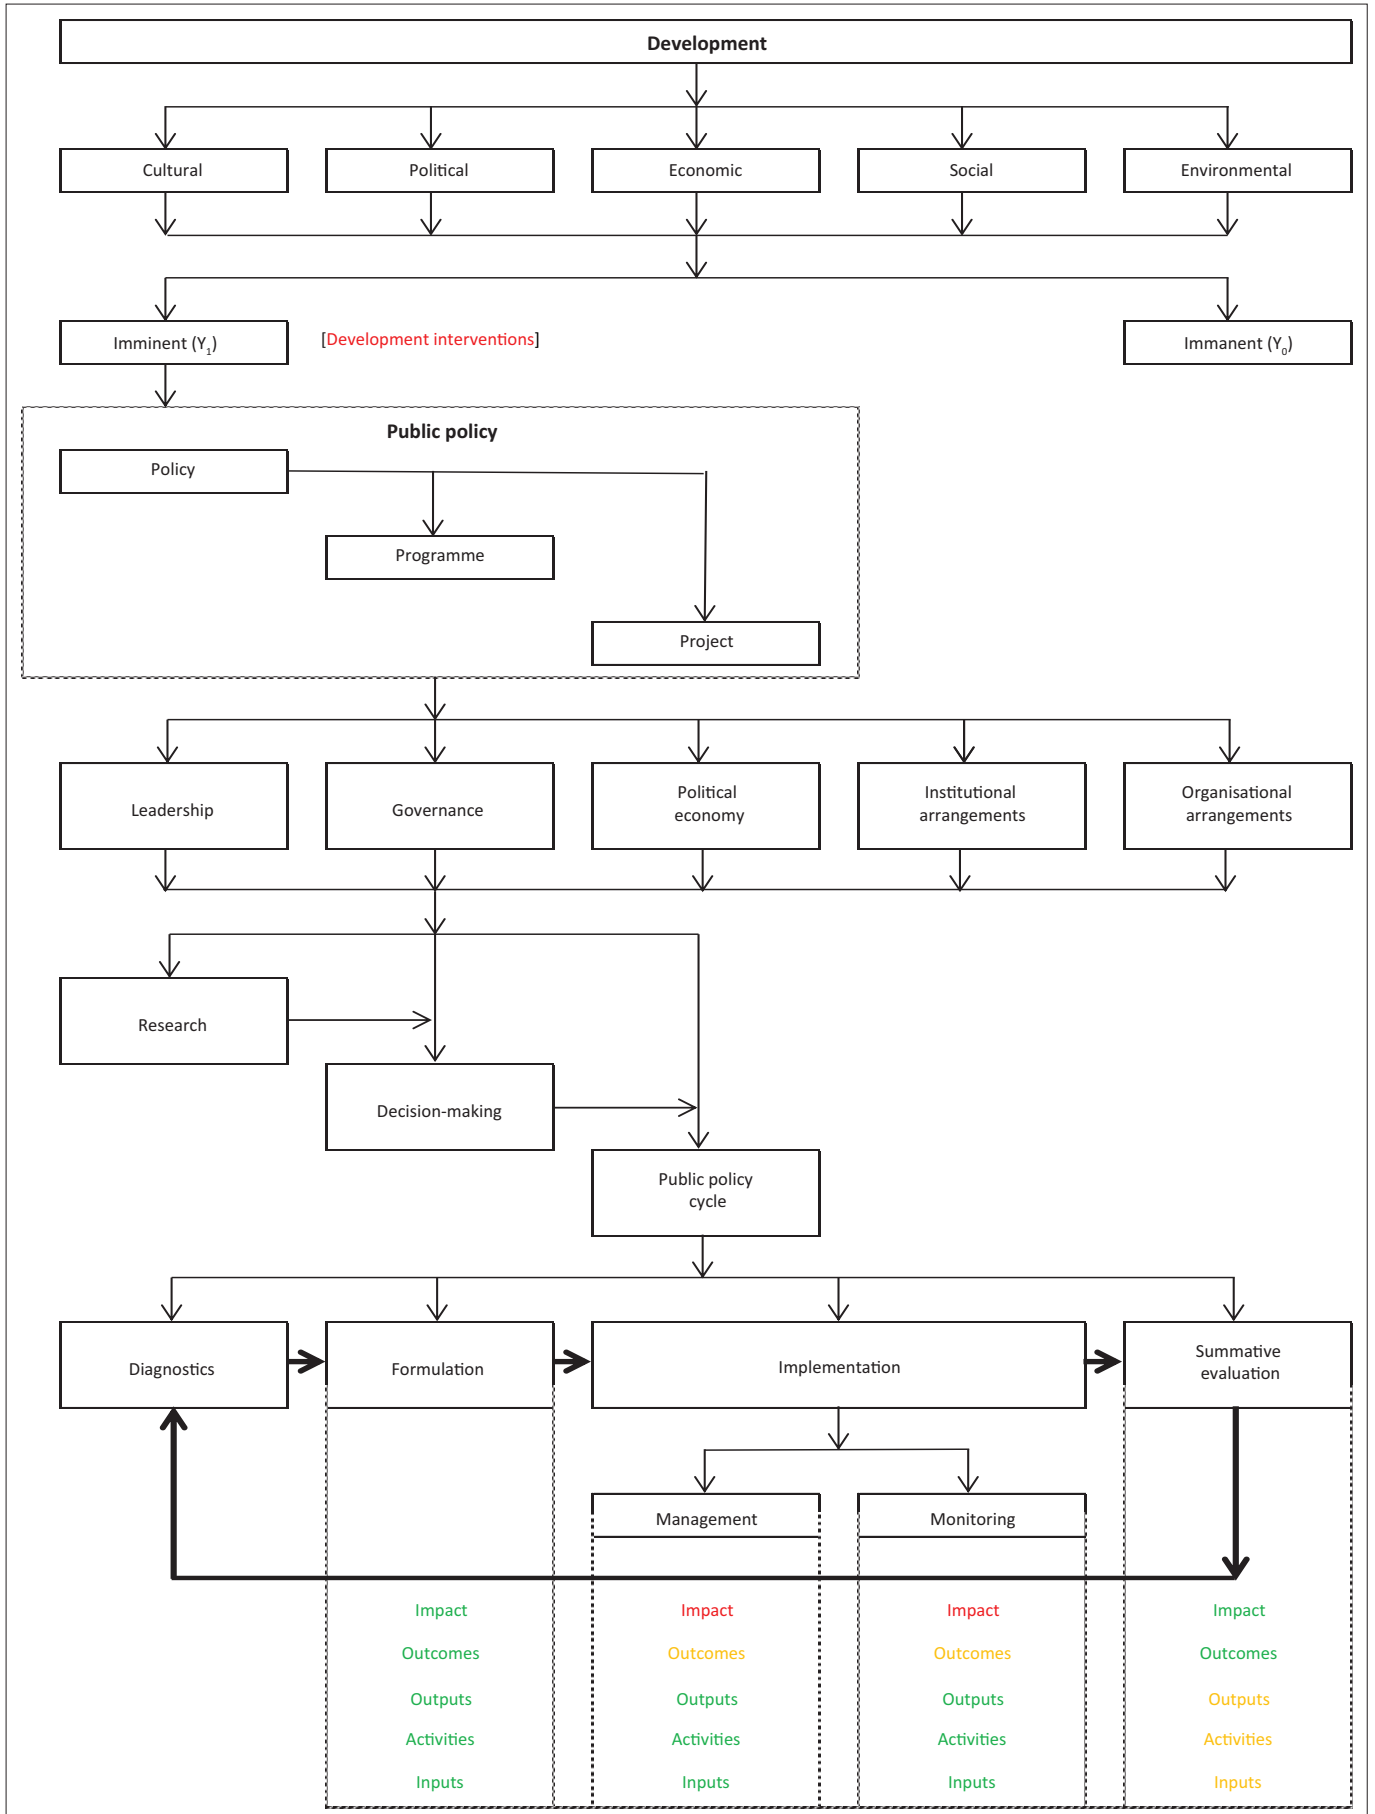 Development
Cultural
Political
Economic
Social
Environmental
Imminent (Y₁)
[Development interventions]
Immanent (Y₀)
Public policy
Policy
Programme
Project
Leadership
Governance
Political
economy
Institutional
arrangements
Organisational
arrangements
Research
Decision-making
Public policy
cycle
Diagnostics
Formulation
Implementation
Summative
evaluation
Management
Monitoring
Impact
Impact
Impact
Impact
Outcomes
Outcomes
Outcomes
Outcomes
Outputs
Outputs
Outputs
Outputs
Activities
Activities
Activities
Activities
Inputs
Inputs
Inputs
Inputs